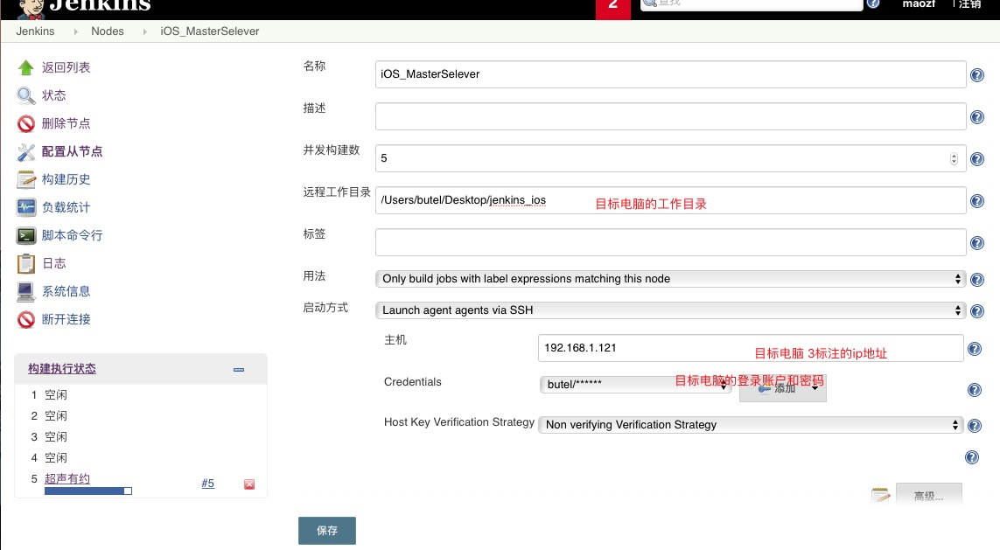 Jenkins
2
查找
maozf
注销
Jenkins
Nodes
iOS_MasterSelever
返回列表
状态
删除节点
配置从节点
构建历史
负载统计
脚本命令行
日志
系统信息
断开连接
构建执行状态
1 空闲
2 空闲
3 空闲
4 空闲
5 超声有约
#5
名称
iOS_MasterSelever
描述
并发构建数
5
远程工作目录
/Users/butel/Desktop/jenkins_ios
目标电脑的工作目录
标签
用法
Only build jobs with label expressions matching this node
启动方式
Launch agent agents via SSH
主机
192.168.1.121
目标电脑 3标注的ip地址
Credentials
butel/******
目标电脑的登录账户和密码
添加
Host Key Verification Strategy
Non verifying Verification Strategy
高级...
保存